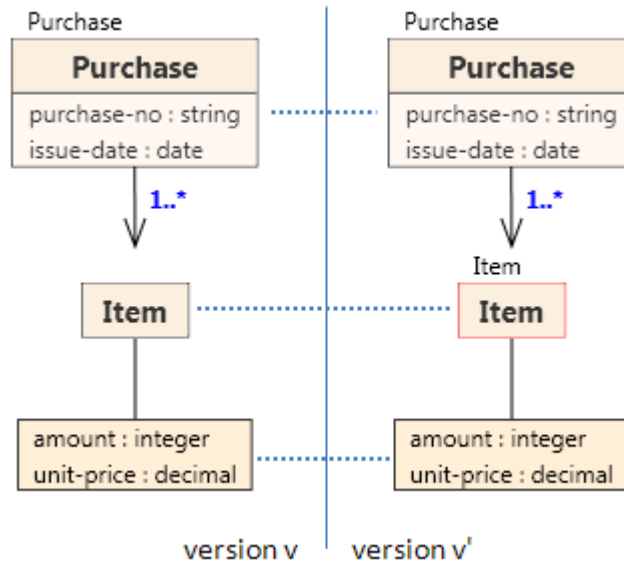 Purchase
Purchase
purchase-no : string
issue-date : date
1..*
Item
amount : integer
unit-price : decimal
version v
Purchase
Purchase
purchase-no : string
issue-date : date
1..*
Item
Item
amount : integer
unit-price : decimal
version v'